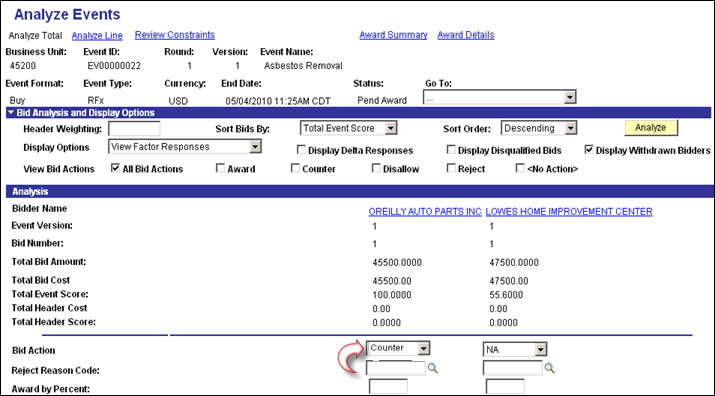 Analyze Events
Analyze Total Analyze Line Review Constraints Award Summary Award Details
Business Unit: Event ID: Round: Version: Event Name:
45200 EV00000022 1 1 Asbestos Removal
Event Format: Event Type: Currency: End Date: Status: Go To:
Buy RFx USD 05/04/2010 11:25AM CDT Pend Award ...
Bid Analysis and Display Options
Header Weighting: Sort Bids By: Total Event Score Sort Order: Descending Analyze
Display Options View Factor Responses Display Delta Responses Display Disqualified Bids Display Withdrawn Bidders
View Bid Actions All Bid Actions Award Counter Disallow Reject <No Action>
Analysis
Bidder Name OREILLY AUTO PARTS INC LOWES HOME IMPROVEMENT CENTER
Event Version: 1 1
Bid Number: 1 1
Total Bid Amount: 45500.0000 47500.0000
Total Bid Cost 45500.00 47500.00
Total Event Score: 100.0000 55.6000
Total Header Cost 0.00 0.00
Total Header Score: 0.0000 0.0000
Bid Action Counter NA
Reject Reason Code:
Award by Percent: